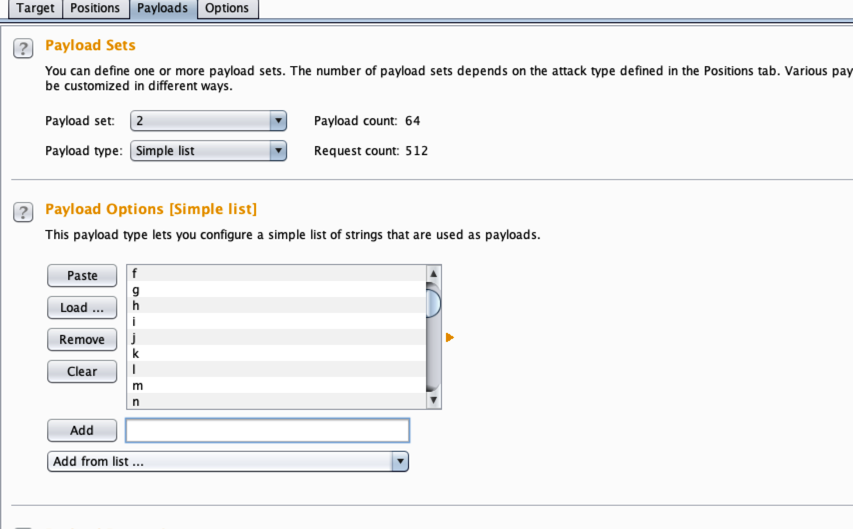 Target Positions Payloads Options
? Payload Sets
You can define one or more payload sets. The number of payload sets depends on the attack type defined in the Positions tab. Various pay
be customized in different ways.
Payload set: 2 Payload count: 64
Payload type: Simple list Request count: 512
? Payload Options [Simple list]
This payload type lets you configure a simple list of strings that are used as payloads.
Paste
Load ...
Remove
Clear
f
g
h
i
j
k
l
m
n
Add
Add from list ...